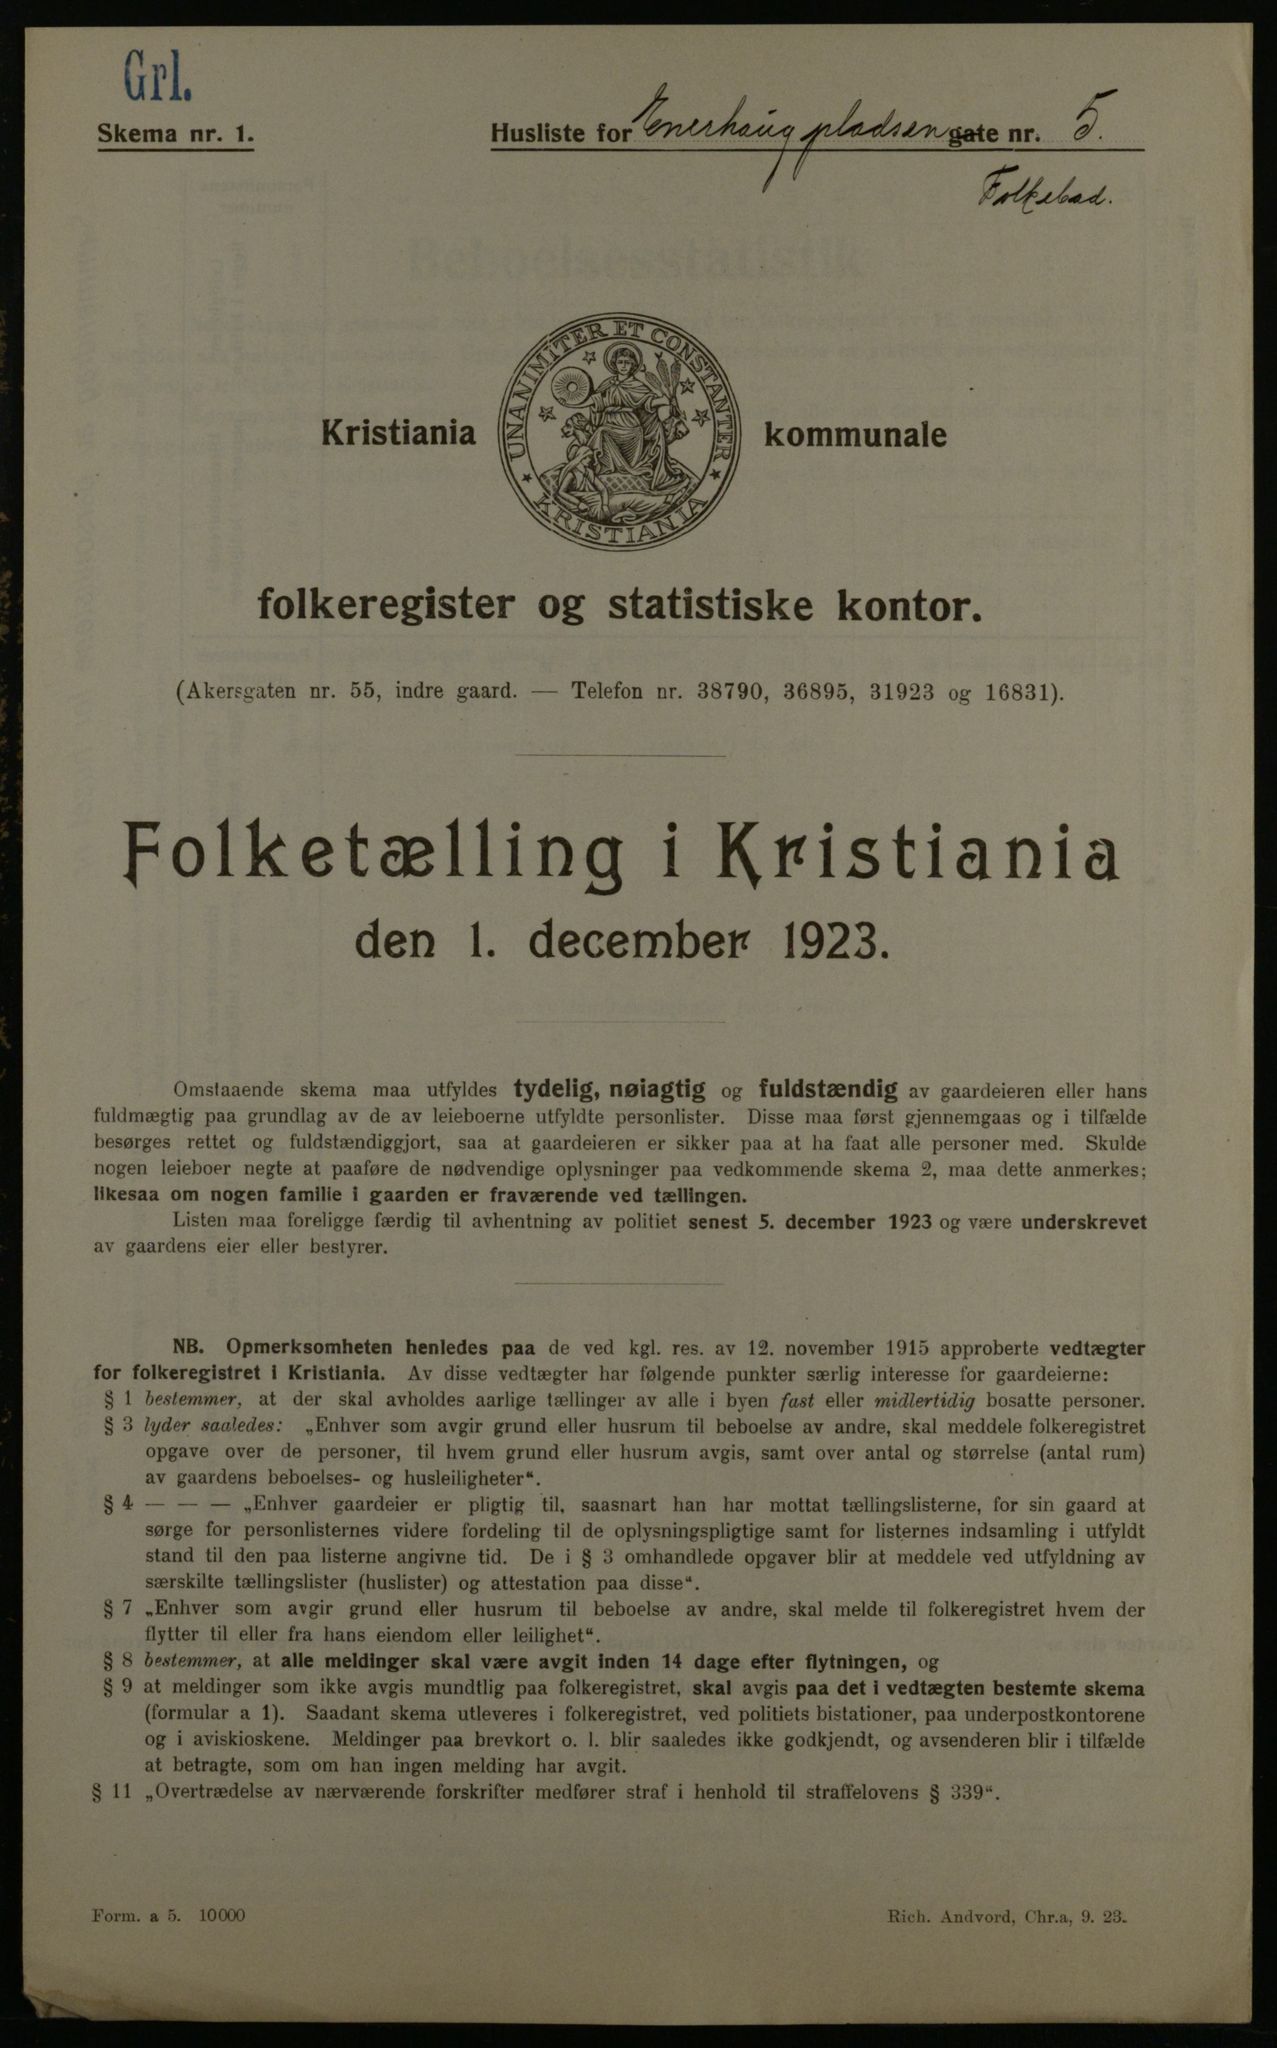 Grl.
Skema nr. 1.
Husliste for Enerhaugpladsen gate nr. 5.
Folkebad.
UNANIMITER ET CONSTANTER
KRISTIANIA
Kristiania kommunale
folkeregister og statistiske kontor.
(Akersgaten nr. 55, indre gaard. — Telefon nr. 38790, 36895, 31923 og 16831).
Folketælling i Kristiania
den 1. december 1923.
Omstaaende skema maa utfyldes tydelig, nøiagtig og fuldstændig av gaardeieren eller hans
fuldmægtig paa grundlag av de av leieboerne utfyldte personlister. Disse maa først gjennemgaas og i tilfælde
besørges rettet og fuldstændiggjort, saa at gaardeieren er sikker paa at ha faat alle personer med. Skulde
nogen leieboer negte at paaføre de nødvendige oplysninger paa vedkommende skema 2, maa dette anmerkes;
likesaa om nogen familie i gaarden er fraværende ved tællingen.
Listen maa foreligge færdig til avhentning av politiet senest 5. december 1923 og være underskrevet
av gaardens eier eller bestyrer.
NB. Opmerksomheten henledes paa de ved kgl. res. av 12. november 1915 approberte vedtægter
for folkeregistret i Kristiania. Av disse vedtægter har følgende punkter særlig interesse for gaardeierne:
§ 1 bestemmer, at der skal avholdes aarlige tællinger av alle i byen fast eller midlertidig bosatte personer.
§ 3 lyder saaledes: „Enhver som avgir grund eller husrum til beboelse av andre, skal meddele folkeregistret
opgave over de personer, til hvem grund eller husrum avgis, samt over antal og størrelse (antal rum)
av gaardens beboelses- og husleiligheter“.
§ 4 — — — „Enhver gaardeier er pligtig til, saasnart han har mottat tællingslisterne, for sin gaard at
sørge for personlisternes videre fordeling til de oplysningspligtige samt for listernes indsamling i utfyldt
stand til den paa listerne angivne tid. De i § 3 omhandlede opgaver blir at meddele ved utfyldning av
særskilte tællingslister (huslister) og attestation paa disse“.
§ 7 „Enhver som avgir grund eller husrum til beboelse av andre, skal melde til folkeregistret hvem der
flytter til eller fra hans eiendom eller leilighet“.
§ 8 bestemmer, at alle meldinger skal være avgit inden 14 dage efter flytningen, og
§ 9 at meldinger som ikke avgis mundtlig paa folkeregistret, skal avgis paa det i vedtægten bestemte skema
(formular a 1). Saadant skema utleveres i folkeregistret, ved politiets bistationer, paa underpostkontorene
og i aviskioskene. Meldinger paa brevkort o. l. blir saaledes ikke godkjendt, og avsenderen blir i tilfælde
at betragte, som om han ingen melding har avgit.
§ 11 „Overtrædelse av nærværende forskrifter medfører straf i henhold til straffelovens § 339“.
Form. a 5. 10000
Rich. Andvord, Chr.a, 9. 23.